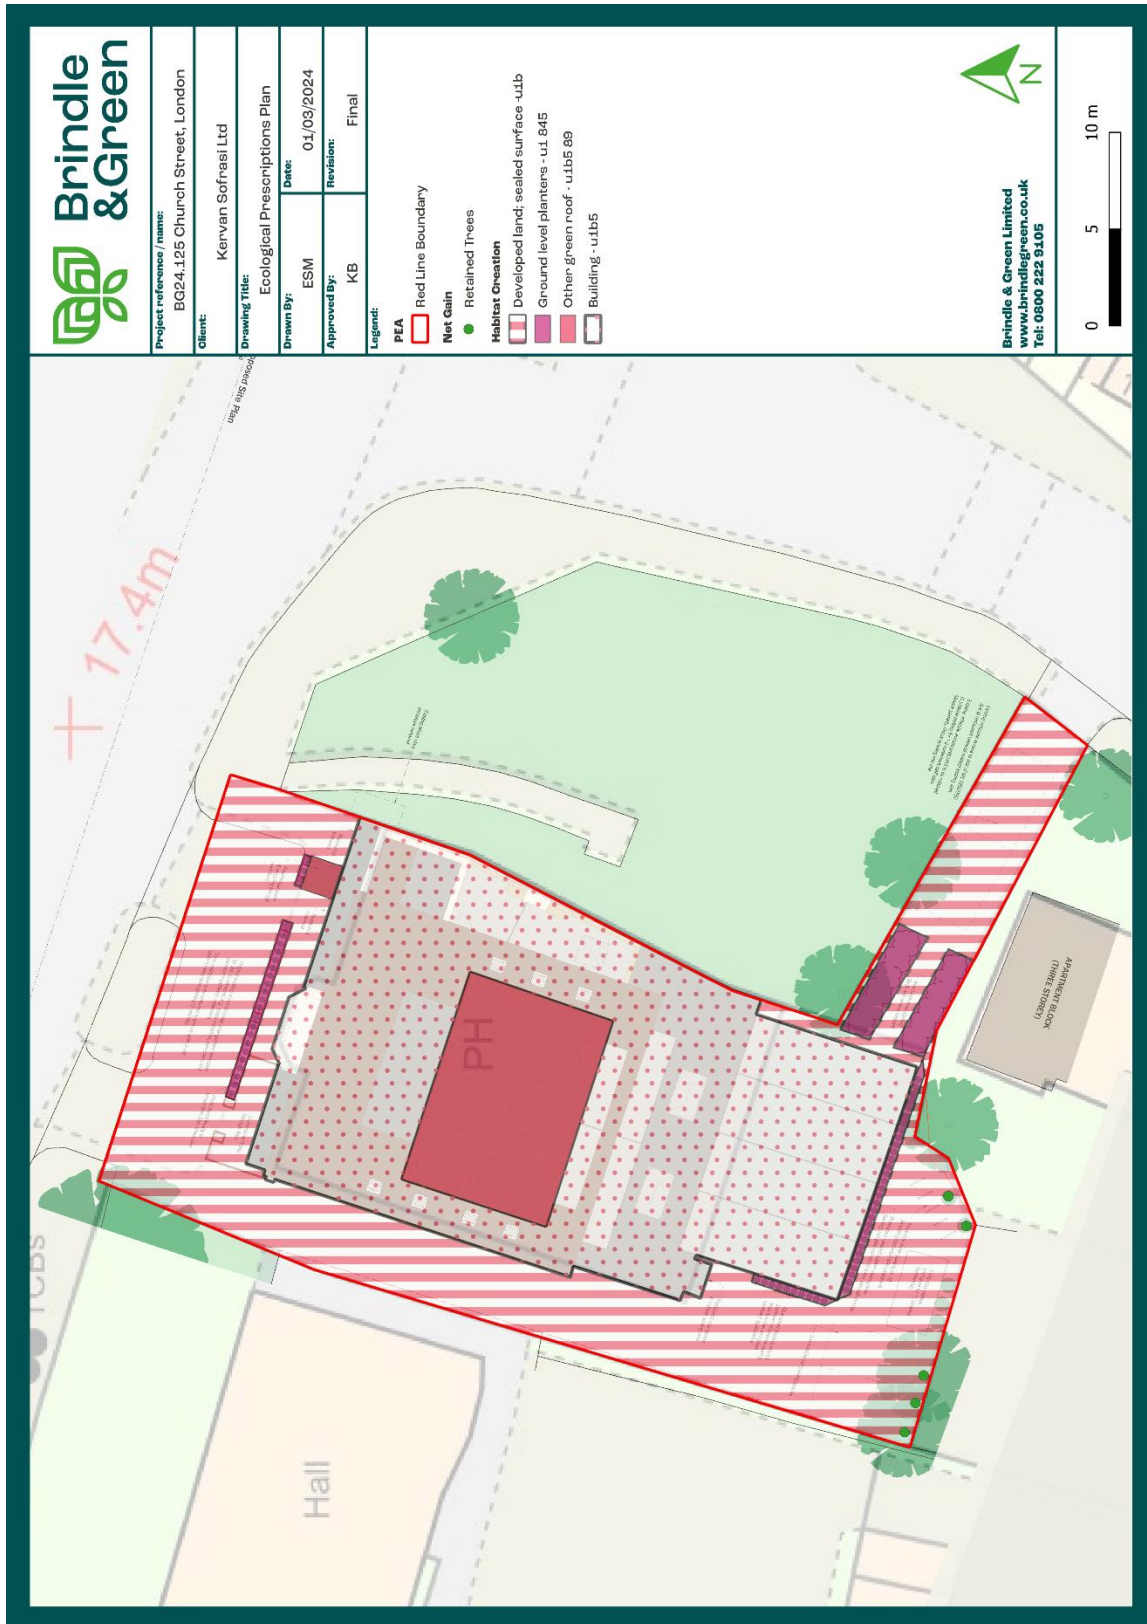 Brindle
&Green
Project reference / name:
BG24.125 Church Street, London
Client:
Kervan Sofrasi Ltd
Drawing Title:
Ecological Prescriptions Plan
Drawn By:
ESM
Date:
01/03/2024
Approved By:
KB
Revision:
Final
Legend:
PEA
Red Line Boundary
Net Gain
Retained Trees
Habitat Creation
Developed land; sealed surface -u1b
Ground level planters - u1 845
Other green roof - u1b5 89
Building - u1b5
Brindle & Green Limited
www.brindlegreen.co.uk
Tel: 0800 222 9105
N
0 5 10 m
Site Plan
17.4m
TCBs
Hall
PH
APARTMENT BLOCK
(THREE STOREY)